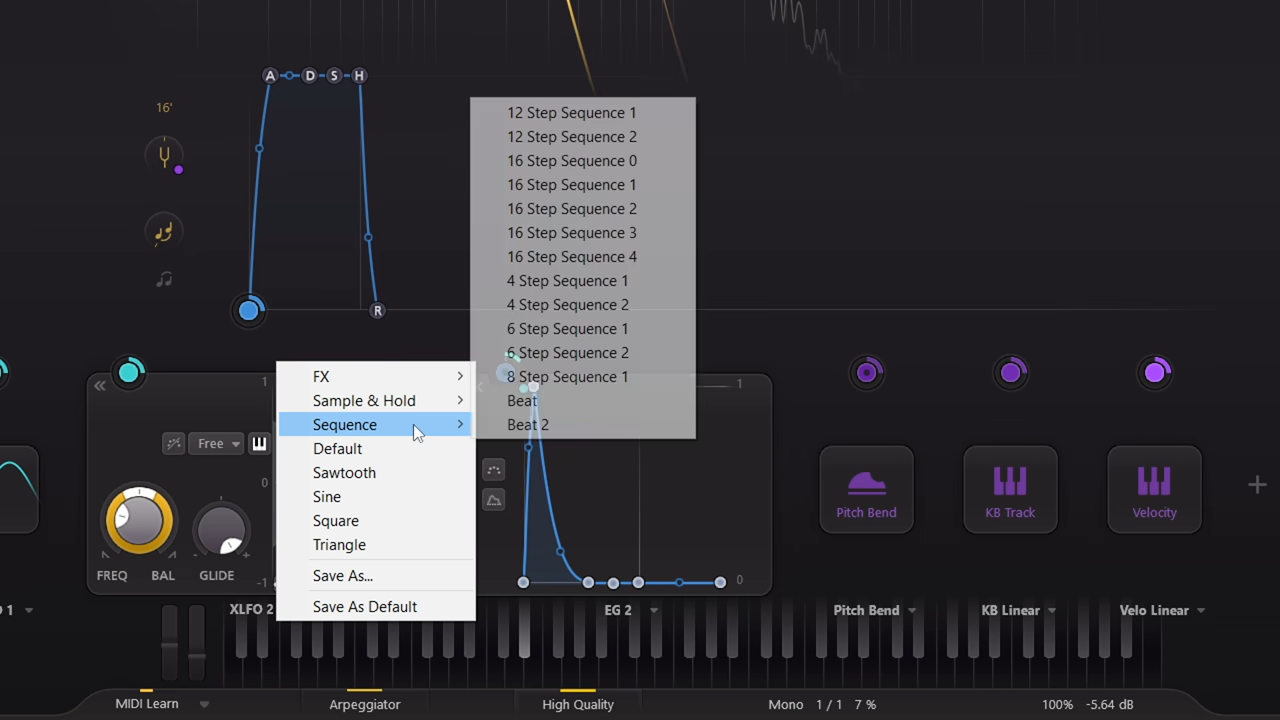 A D S H
16'
R
12 Step Sequence 1
12 Step Sequence 2
16 Step Sequence 0
16 Step Sequence 1
16 Step Sequence 2
16 Step Sequence 3
16 Step Sequence 4
4 Step Sequence 1
4 Step Sequence 2
6 Step Sequence 1
6 Step Sequence 2
8 Step Sequence 1
Beat
Beat 2
FX
Sample & Hold
Sequence
Default
Sawtooth
Sine
Square
Triangle
Save As...
Save As Default
1
0
-1
Free
FREQ BAL GLIDE
- +
1
0
Pitch Bend
KB Track
Velocity
+
1
XLFO 2
EG 2
Pitch Bend
KB Linear
Velo Linear
MIDI Learn
Arpeggiator
High Quality
Mono 1 / 1 7 %
100% -5.64 dB